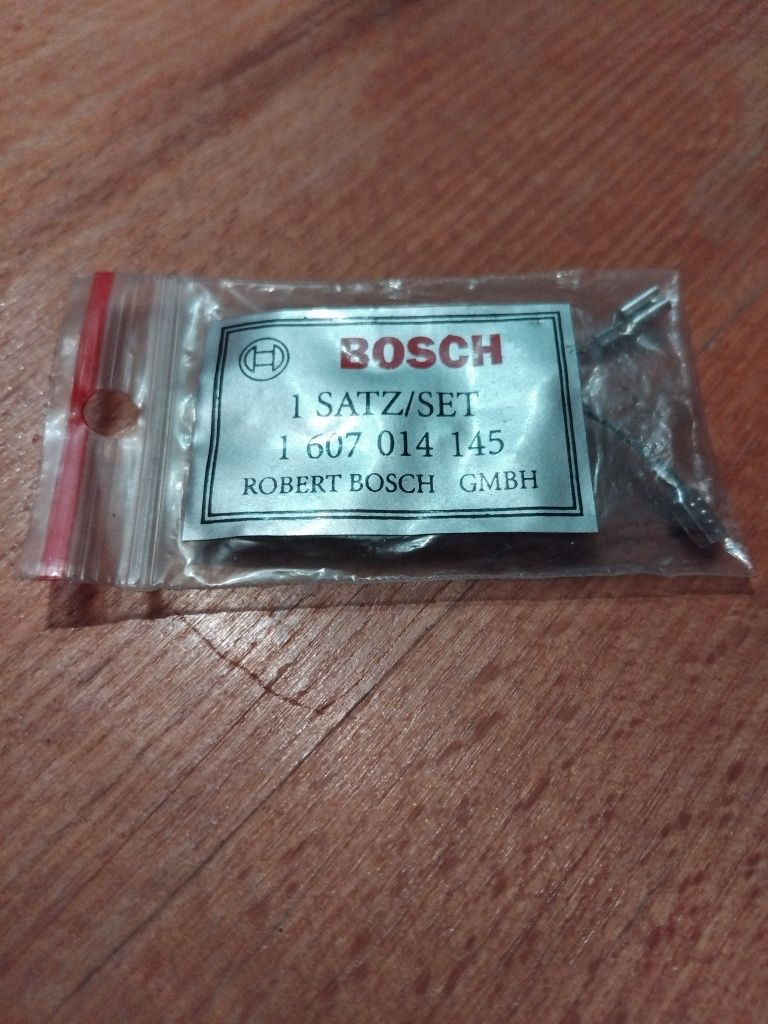 BOSCH
1 SATZ/SET
1 607 014 145
ROBERT BOSCH GMBH